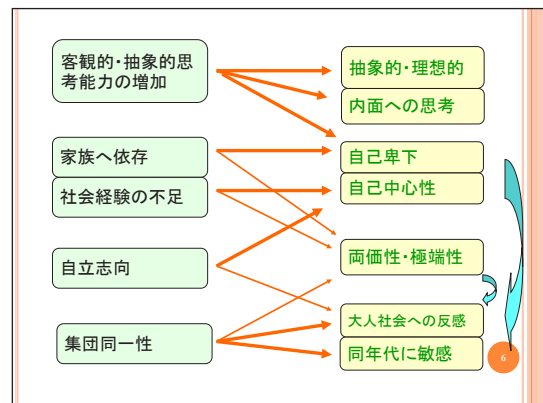 客観的・抽象的思
考能力の増加
家族へ依存
社会経験の不足
自立志向
集団同一性
抽象的・理想的
内面への思考
自己卑下
自己中心性
両価性・極端性
大人社会への反感
同年代に敏感
6